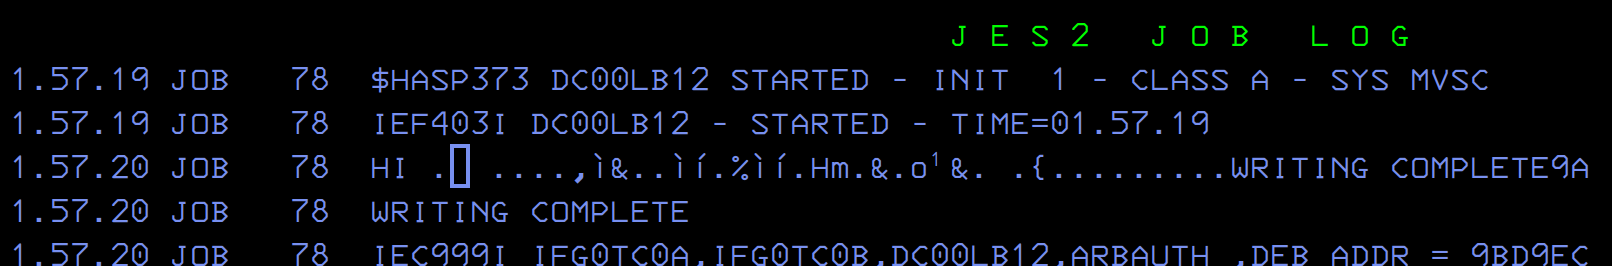 J E S 2 J O B L O G
1.57.19 JOB 78 $HASP373 DC00LB12 STARTED - INIT 1 - CLASS A - SYS MVSC
1.57.19 JOB 78 IEF403I DC00LB12 - STARTED - TIME=01.57.19
1.57.20 JOB 78 HI . ....,ì&..ìí.%ìí.Hm.&.o¹&. .{.........WRITING COMPLETE9A
1.57.20 JOB 78 WRITING COMPLETE
1.57.20 JOB 78 IEC999I IFG0TC0A,IFG0TC0B,DC00LB12,ARBAUTH ,DEB ADDR = 9BD9EC